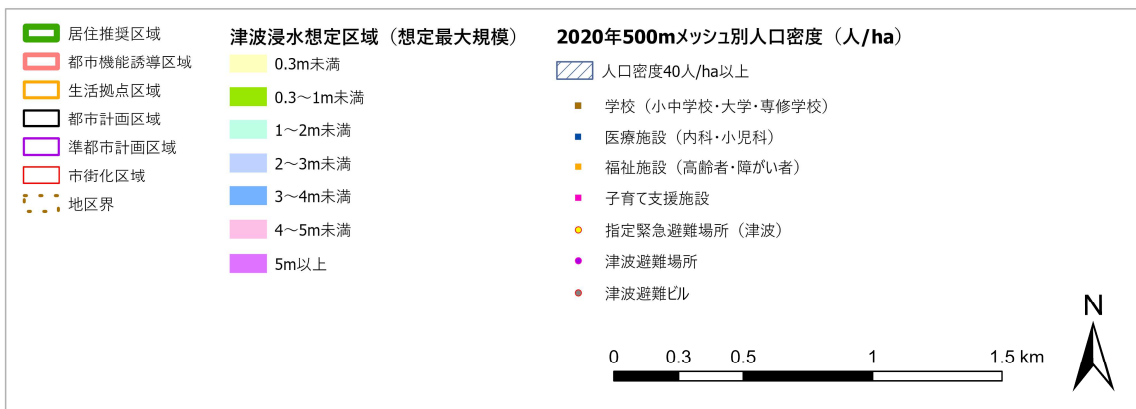 居住推奨区域
都市機能誘導区域
生活拠点区域
都市計画区域
準都市計画区域
市街化区域
地区界
津波浸水想定区域（想定最大規模）
0.3m未満
0.3～1m未満
1～2m未満
2～3m未満
3～4m未満
4～5m未満
5m以上
2020年500mメッシュ別人口密度（人/ha）
人口密度40人/ha以上
学校（小中学校・大学・専修学校）
医療施設（内科・小児科）
福祉施設（高齢者・障がい者）
子育て支援施設
指定緊急避難場所（津波）
津波避難場所
津波避難ビル
0 0.3 0.5 1 1.5 km
N